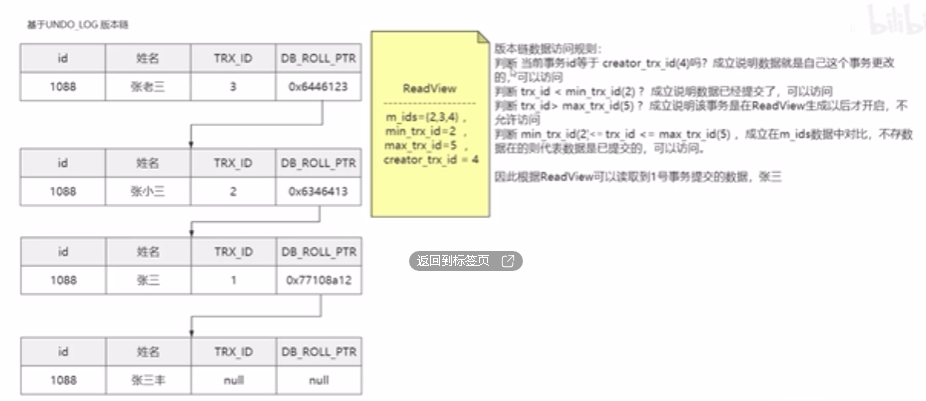 基于UNDO_LOG 版本链
bilibi
id 姓名 TRX_ID DB_ROLL_PTR
1088 张老三 3 0x6446123
id 姓名 TRX_ID DB_ROLL_PTR
1088 张小三 2 0x6346413
id 姓名 TRX_ID DB_ROLL_PTR
1088 张三 1 0x77108a12
id 姓名 TRX_ID DB_ROLL_PTR
1088 张三丰 null null
ReadView
m_ids={2,3,4} ，
min_trx_id=2 ，
max_trx_id=5 ，
creator_trx_id = 4
版本链数据访问规则：
判断 当前事务id等于 creator_trx_id(4)吗？成立说明数据就是自己这个事务更改
的，可以访问
判断 trx_id < min_trx_id(2) ？成立说明数据已经提交了，可以访问
判断 trx_id> max_trx_id(5) ？成立说明该事务是在ReadView生成以后才开启，不
允许访问
判断 min_trx_id(2)<= trx_id <= max_trx_id(5) ，成立在m_ids数据中对比，不存数
据在的则代表数据是已提交的，可以访问。
因此根据ReadView可以读取到1号事务提交的数据，张三
返回到标签页